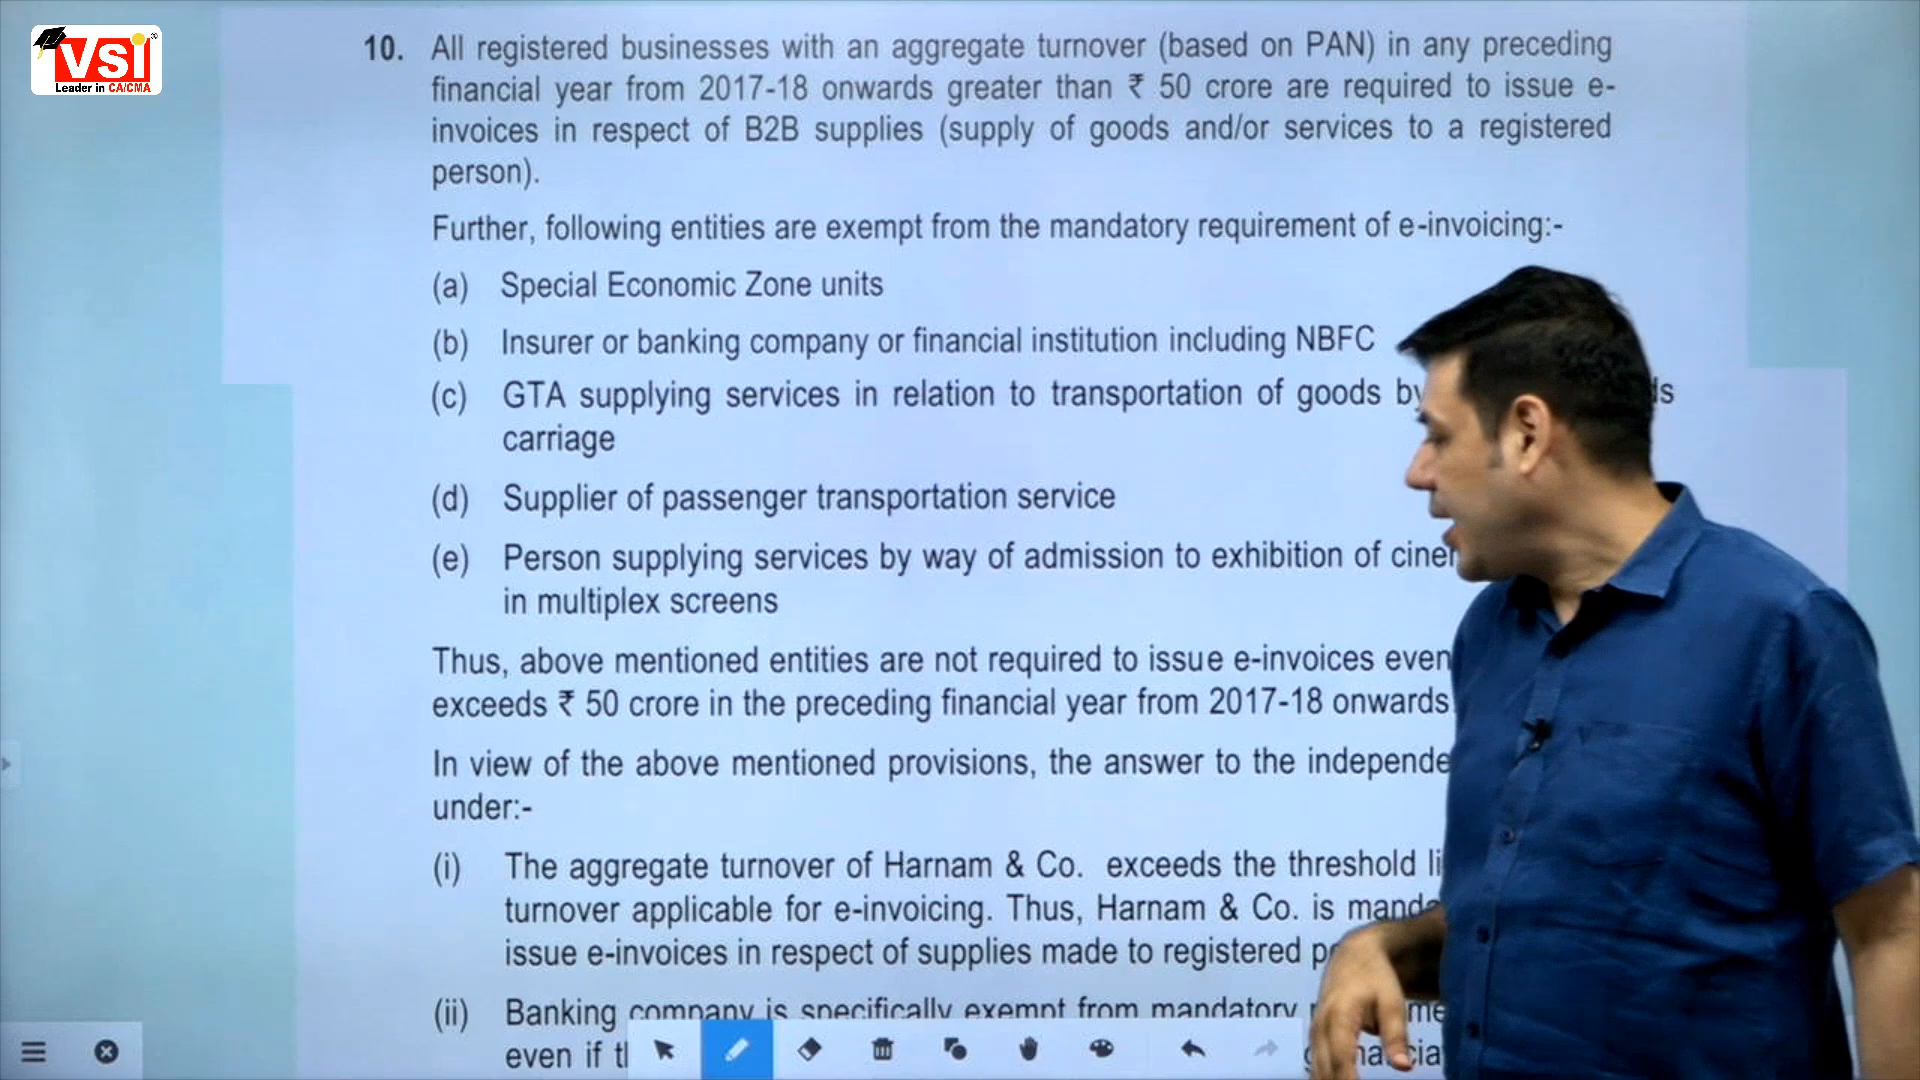 VSI
Leader in CA/CMA
10. All registered businesses with an aggregate turnover (based on PAN) in any preceding
financial year from 2017-18 onwards greater than ₹ 50 crore are required to issue e-
invoices in respect of B2B supplies (supply of goods and/or services to a registered
person).
Further, following entities are exempt from the mandatory requirement of e-invoicing:-
(a) Special Economic Zone units
(b) Insurer or banking company or financial institution including NBFC
(c) GTA supplying services in relation to transportation of goods by
carriage
(d) Supplier of passenger transportation service
(e) Person supplying services by way of admission to exhibition of
in multiplex screens
Thus, above mentioned entities are not required to issue e-invoices even
exceeds ₹ 50 crore in the preceding financial year from 2017-18 onwards
In view of the above mentioned provisions, the answer to the
under:-
(i) The aggregate turnover of Harnam & Co. exceeds the threshold
turnover applicable for e-invoicing. Thus, Harnam & Co. is
issue e-invoices in respect of supplies made to registered
(ii) Banking company is specifically exempt from mandatory
even if